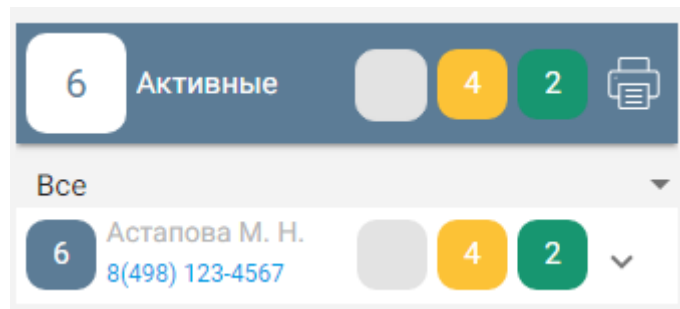 6 Активные 4 2
Все
6 Астапова М. Н. 4 2
8(498) 123-4567